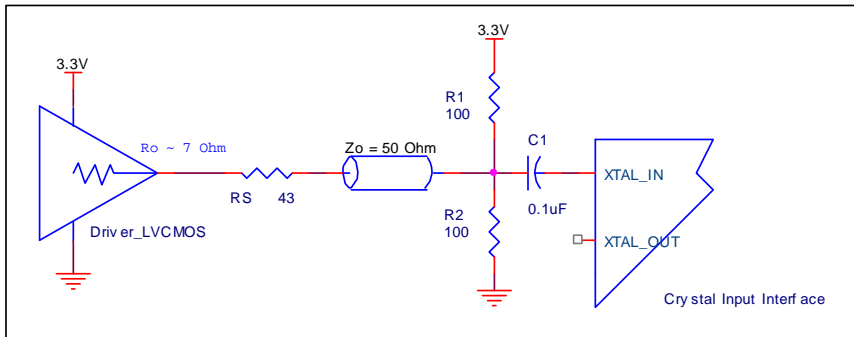 3.3V
3.3V
R1
100
Ro ~ 7 Ohm
Zo = 50 Ohm
C1
XTAL_IN
RS 43
0.1uF
R2
100
Driver_LVCMOS
XTAL_OUT
Crystal Input Interface